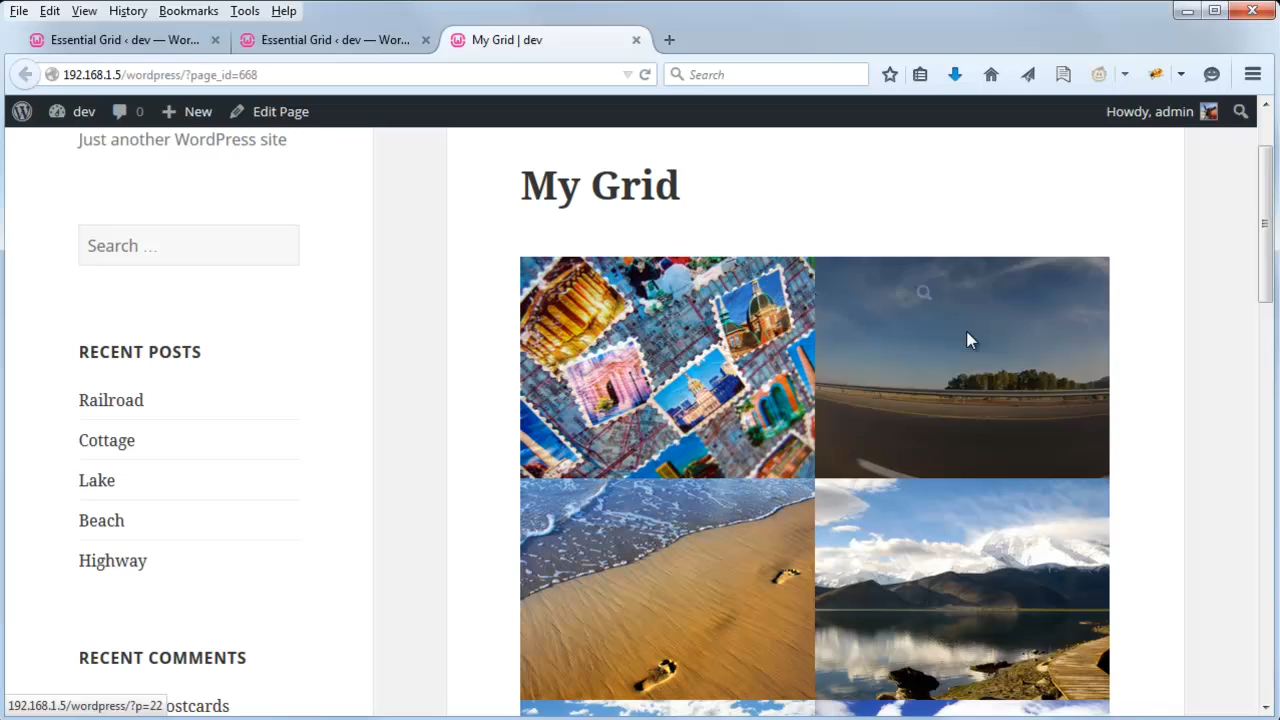 File Edit View History Bookmarks Tools Help
Essential Grid ‹ dev — Wor...
Essential Grid ‹ dev — Wor...
My Grid | dev
192.168.1.5/wordpress/?page_id=668
Search
dev 0 New Edit Page
Howdy, admin
Just another WordPress site
My Grid
Search …
RECENT POSTS
Railroad
Cottage
Lake
Beach
Highway
RECENT COMMENTS
192.168.1.5/wordpress/?p=22
ostcards